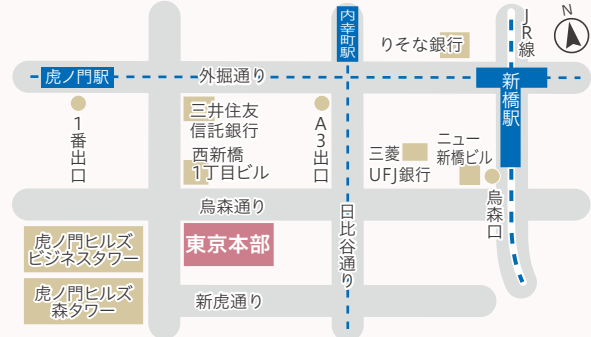 内幸町駅
JR線
N
りそな銀行
虎ノ門駅
外掘通り
新橋駅
1番出口
三井住友
信託銀行
A3出口
西新橋
1丁目ビル
三菱
UFJ銀行
ニュー
新橋ビル
烏森口
烏森通り
日比谷通り
虎ノ門ヒルズ
ビジネスタワー
東京本部
虎ノ門ヒルズ
森タワー
新虎通り